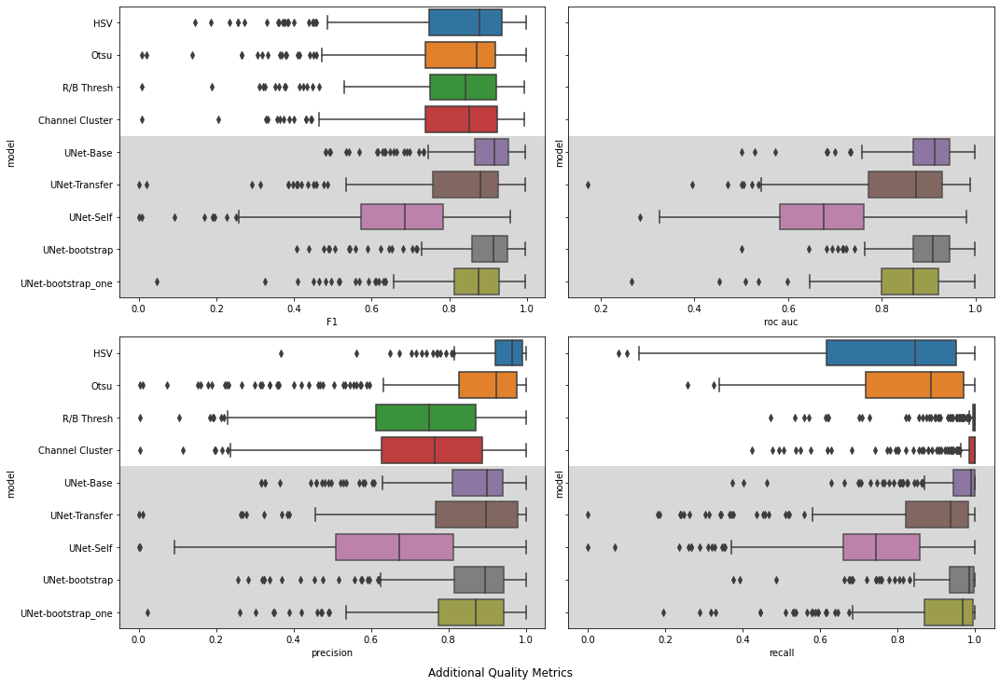 HSV
Otsu
R/B Thresh
Channel Cluster
UNet-Base
UNet-Transfer
UNet-Self
UNet-bootstrap
UNet-bootstrap_one
model
0.0 0.2 0.4 0.6 0.8 1.0
F1
model
0.2 0.4 0.6 0.8 1.0
roc auc
HSV
Otsu
R/B Thresh
Channel Cluster
UNet-Base
UNet-Transfer
UNet-Self
UNet-bootstrap
UNet-bootstrap_one
model
0.0 0.2 0.4 0.6 0.8 1.0
precision
model
0.0 0.2 0.4 0.6 0.8 1.0
recall
Additional Quality Metrics